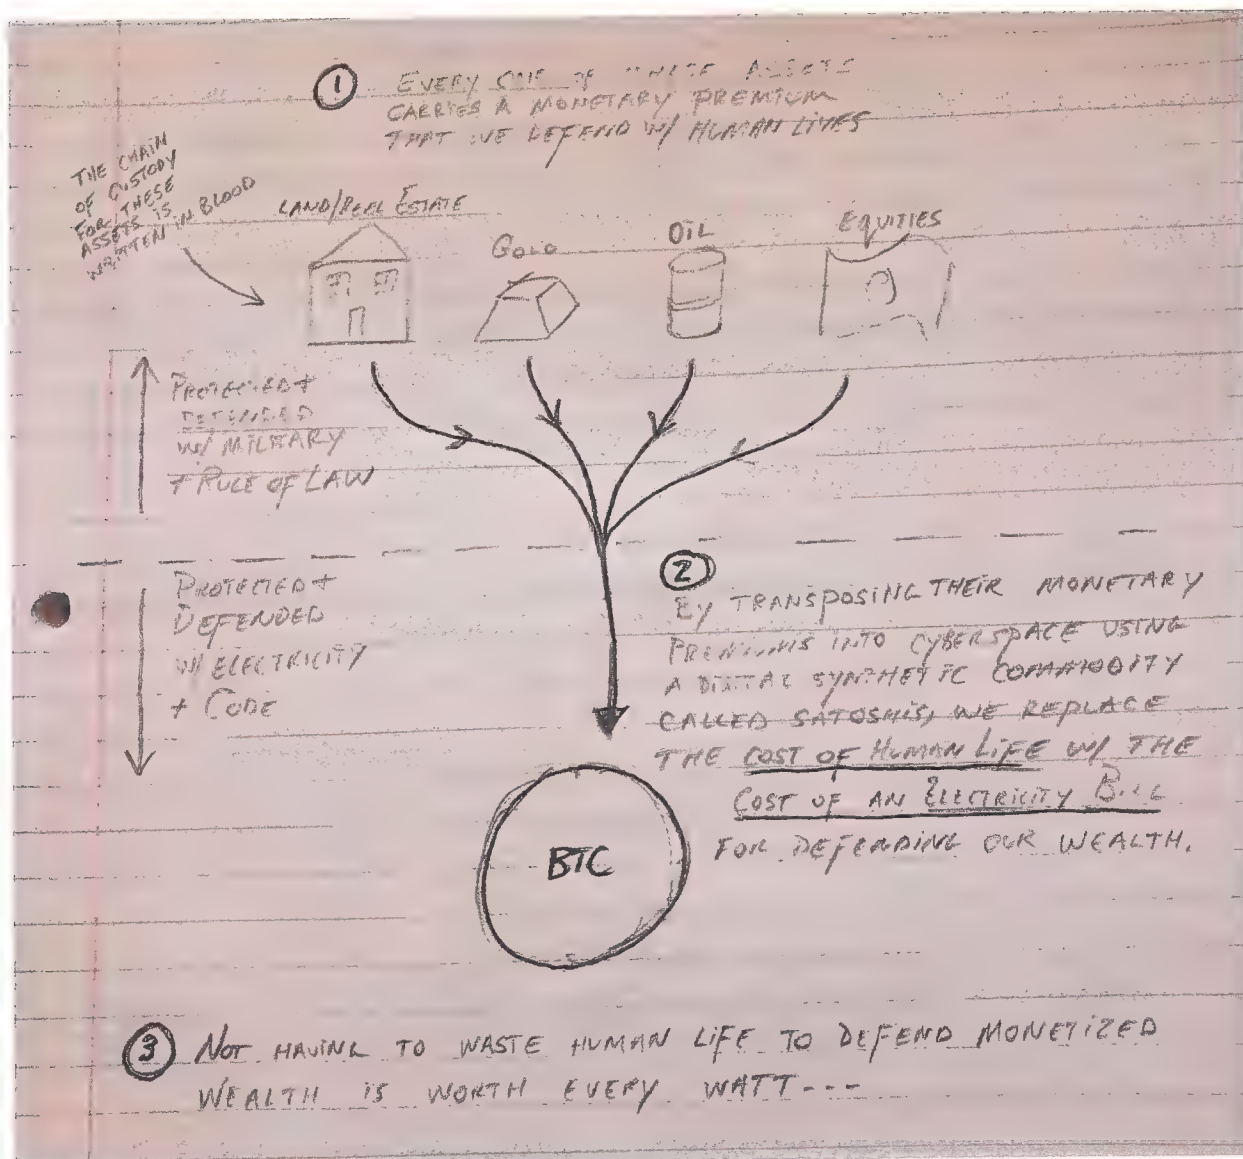 ① EVERY ONE OF THESE ASSETS
CARRIES A MONETARY PREMIUM
THAT WE DEFEND W/ HUMAN LIVES
THE CHAIN
OF CUSTODY
FOR THESE
ASSETS IS
WRITTEN IN BLOOD
LAND/REAL ESTATE
GOLD
OIL
EQUITIES
PROTECTED +
DEFENDED
W/ MILITARY
+ RULE OF LAW
PROTECTED +
DEFENDED
W/ ELECTRICITY
+ CODE
②
BY TRANSPOSING THEIR MONETARY
PREMIUMS INTO CYBERSPACE USING
A DIGITAL SYNTHETIC COMMODITY
CALLED SATOSHIS, WE REPLACE
THE COST OF HUMAN LIFE W/ THE
COST OF AN ELECTRICITY BILL
FOR DEFENDING OUR WEALTH.
BTC
③ NOT HAVING TO WASTE HUMAN LIFE TO DEFEND MONETIZED
WEALTH IS WORTH EVERY WATT ---